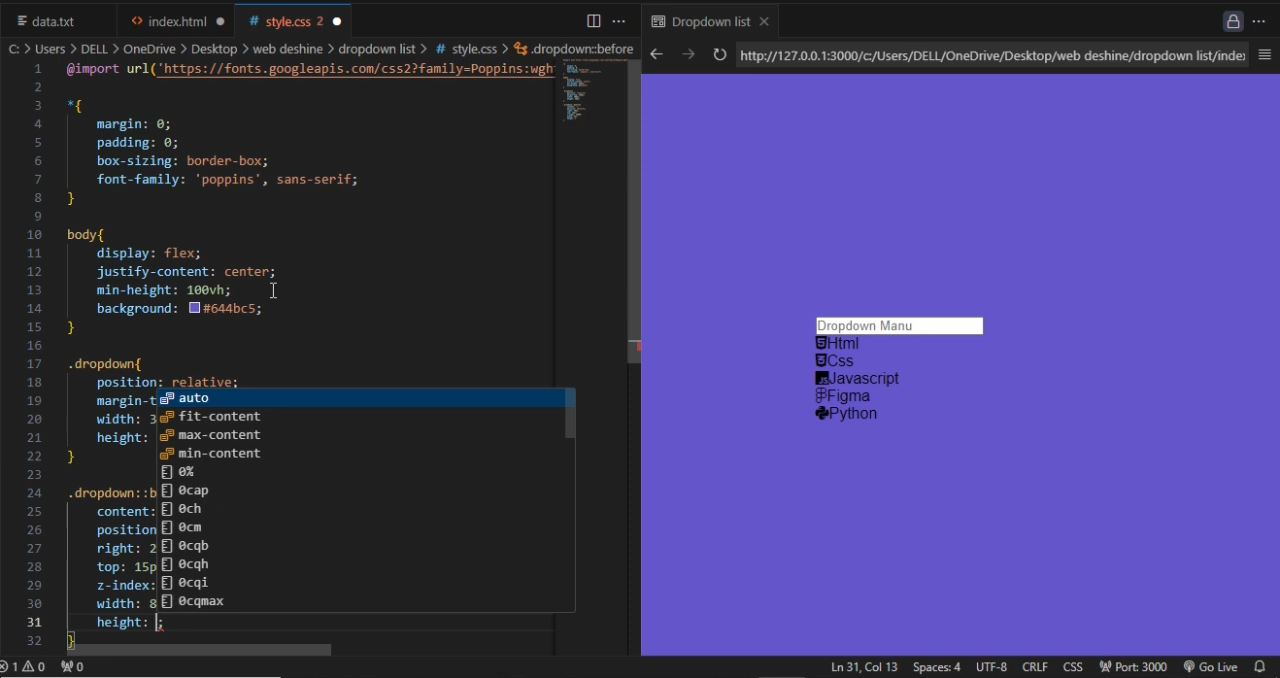 data.txt
index.html
style.css 2
C: > Users > DELL > OneDrive > Desktop > web deshine > dropdown list > # style.css > .dropdown::before
1 @import url('https://fonts.googleapis.com/css2?family=Poppins:wgh
2
3 *{
4 margin: 0;
5 padding: 0;
6 box-sizing: border-box;
7 font-family: 'poppins', sans-serif;
8 }
9
10 body{
11 display: flex;
12 justify-content: center;
13 min-height: 100vh;
14 background: #644bc5;
15 }
16
17 .dropdown{
18 position: relative;
19 margin-t
20 width: 3
21 height:
22 }
23
24 .dropdown::b
25 content:
26 position
27 right: 2
28 top: 15p
29 z-index:
30 width: 8
31 height: ;
32 }
auto
fit-content
max-content
min-content
0%
0cap
0ch
0cm
0cqb
0cqh
0cqi
0cqmax
Dropdown list
http://127.0.0.1:3000/c:/Users/DELL/OneDrive/Desktop/web deshine/dropdown list/index
Dropdown Manu
Html
Css
Javascript
Figma
Python
1 0 0
Ln 31, Col 13 Spaces: 4 UTF-8 CRLF CSS Port: 3000 Go Live